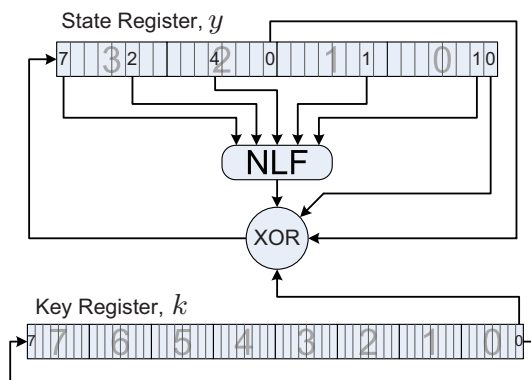 State Register, y
7 3 2 4 2 0 1 1 0 1 0
NLF
XOR
Key Register, k
7 7 6 5 4 3 2 1 0 0